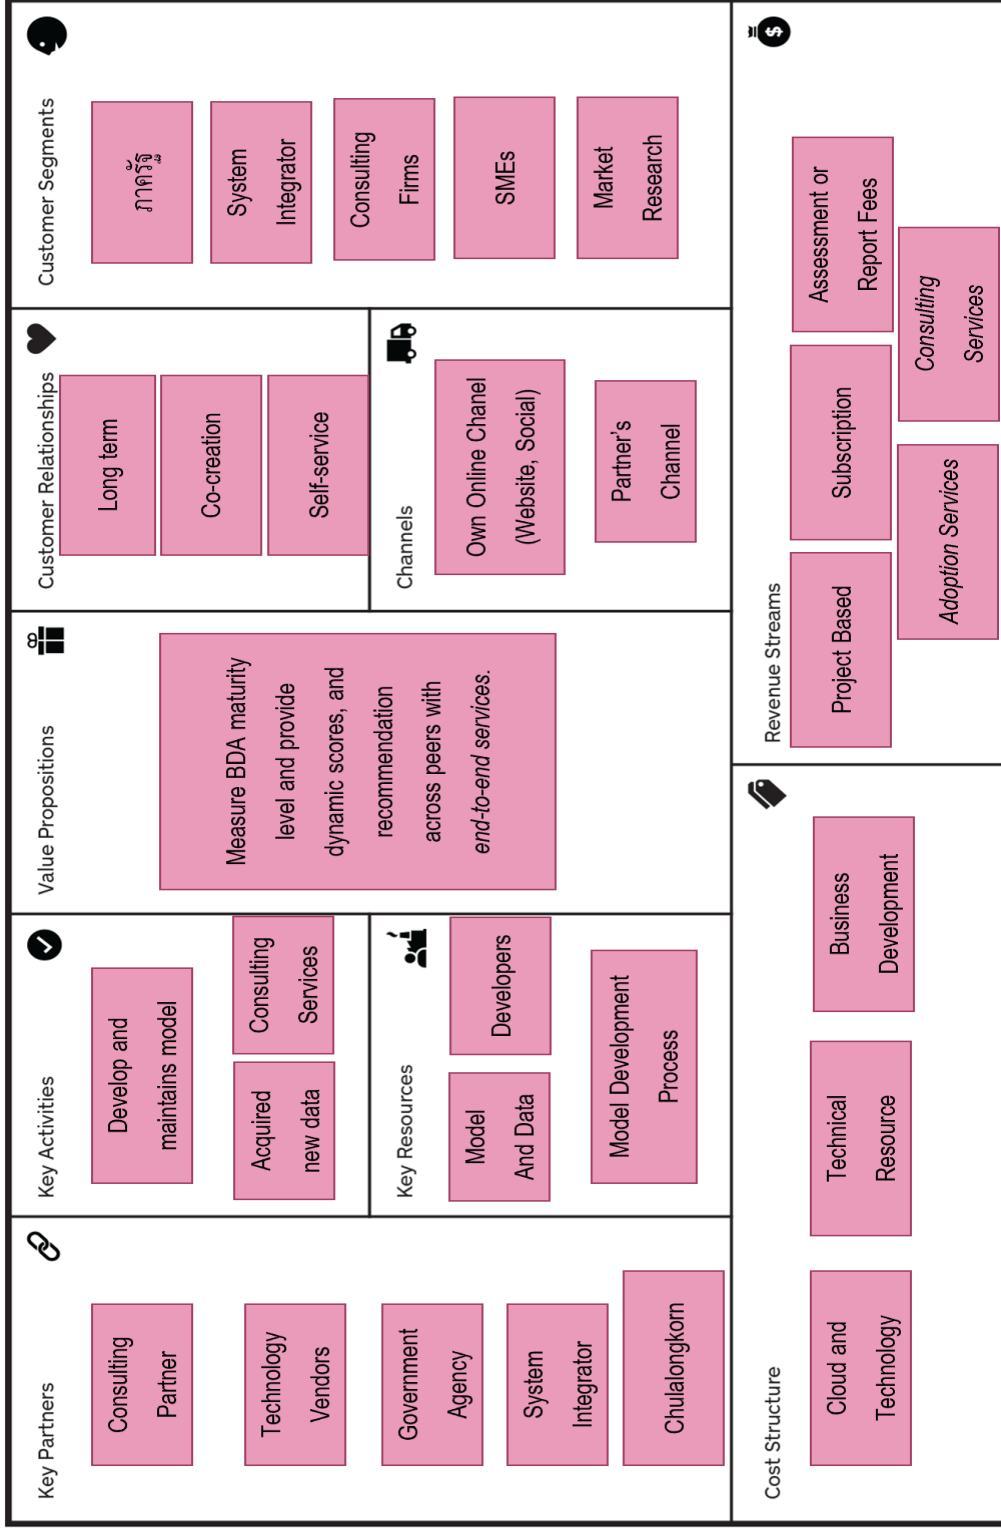 Key Partners
Consulting
Partner
Technology
Vendors
Government
Agency
System
Integrator
Chulalongkorn
Key Activities
Develop and
maintains model
Acquired
new data
Consulting
Services
Key Resources
Model
And Data
Developers
Model Development
Process
Value Propositions
Measure BDA maturity
level and provide
dynamic scores, and
recommendation
across peers with
end-to-end services.
Customer Relationships
Long term
Co-creation
Self-service
Channels
Own Online Chanel
(Website, Social)
Partner's
Channel
Customer Segments
ภาครัฐ
System
Integrator
Consulting
Firms
SMEs
Market
Research
Cost Structure
Cloud and
Technology
Technical
Resource
Business
Development
Revenue Streams
Project Based
Subscription
Assessment or
Report Fees
Adoption Services
Consulting
Services